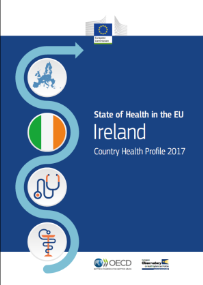 State of Health in the EU
Ireland
Country Health Profile 2017
OECD